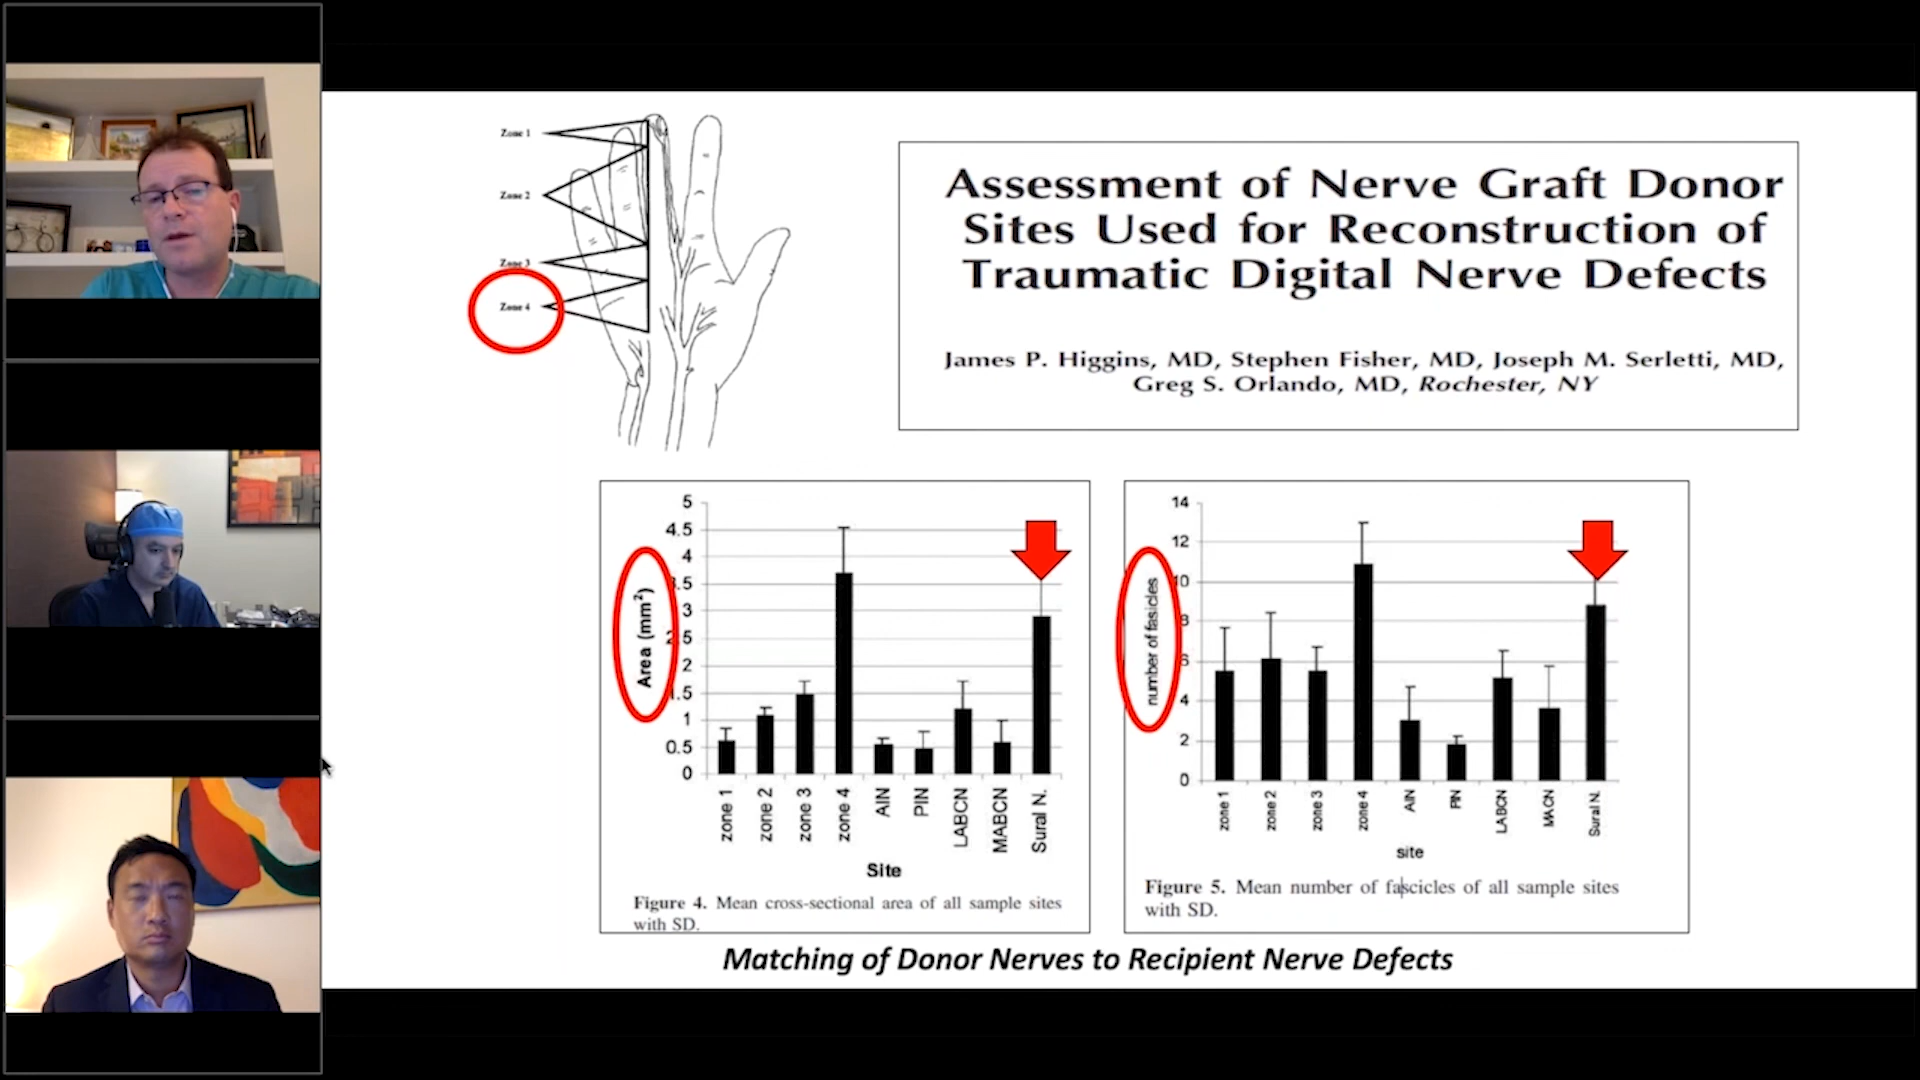 Zone 1
Zone 2
Zone 3
Zone 4
Assessment of Nerve Graft Donor
Sites Used for Reconstruction of
Traumatic Digital Nerve Defects
James P. Higgins, MD, Stephen Fisher, MD, Joseph M. Serletti, MD,
Greg S. Orlando, MD, Rochester, NY
Area (mm²)
5
4.5
4
3.5
3
2.5
2
1.5
1
0.5
0
zone 1
zone 2
zone 3
zone 4
AIN
PIN
LABCN
MABCN
Sural N.
Site
Figure 4. Mean cross-sectional area of all sample sites
with SD.
number of fasicles
14
12
10
8
6
4
2
0
zone 1
zone 2
zone 3
zone 4
AIN
PIN
LABCN
MACN
Sural N.
site
Figure 5. Mean number of fascicles of all sample sites
with SD.
Matching of Donor Nerves to Recipient Nerve Defects